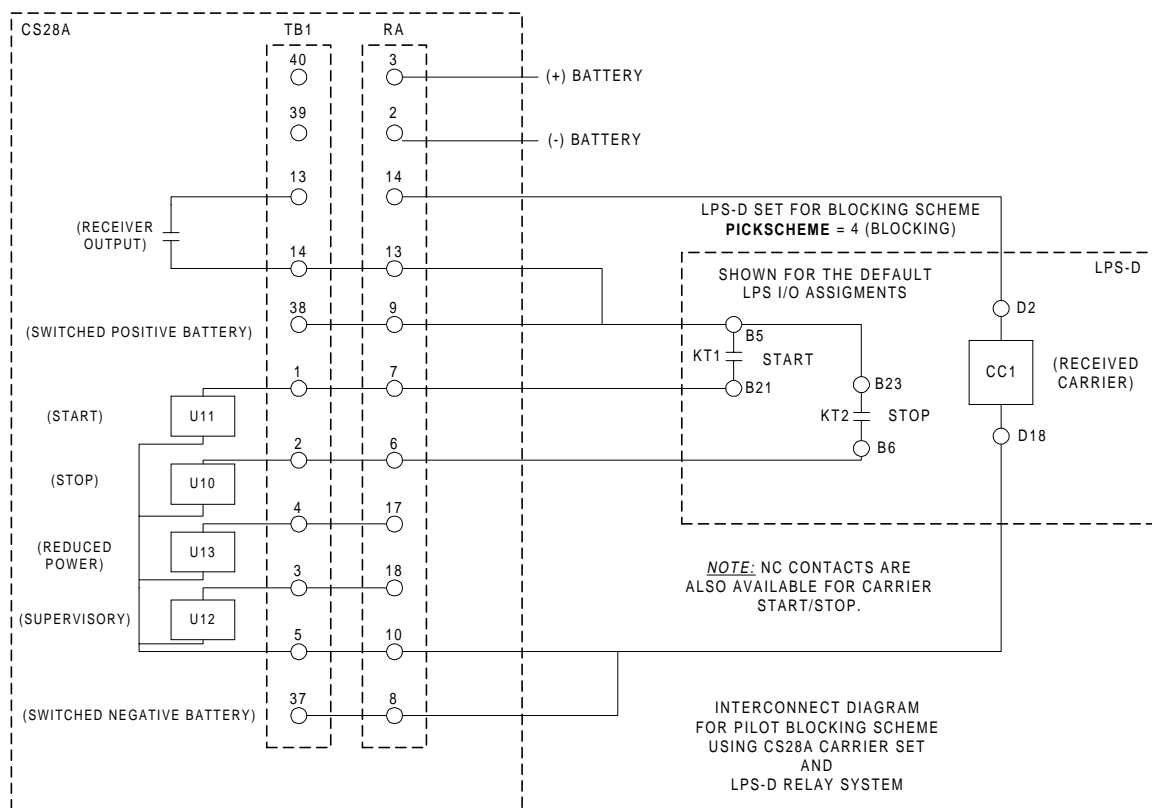 CS28A
TB1
RA
40
3
(+) BATTERY
39
2
(-) BATTERY
13
14
(RECEIVER
OUTPUT)
14
13
LPS-D SET FOR BLOCKING SCHEME
PICKSCHEME = 4 (BLOCKING)
LPS-D
SHOWN FOR THE DEFAULT
LPS I/O ASSIGMENTS
38
9
(SWITCHED POSITIVE BATTERY)
B5
KT1
START
B21
D2
CC1
(RECEIVED
CARRIER)
D18
B23
KT2
STOP
B6
1
7
(START)
U11
2
6
(STOP)
U10
4
17
(REDUCED
POWER)
U13
3
18
(SUPERVISORY)
U12
5
10
37
8
(SWITCHED NEGATIVE BATTERY)
NOTE: NC CONTACTS ARE
ALSO AVAILABLE FOR CARRIER
START/STOP.
INTERCONNECT DIAGRAM
FOR PILOT BLOCKING SCHEME
USING CS28A CARRIER SET
AND
LPS-D RELAY SYSTEM